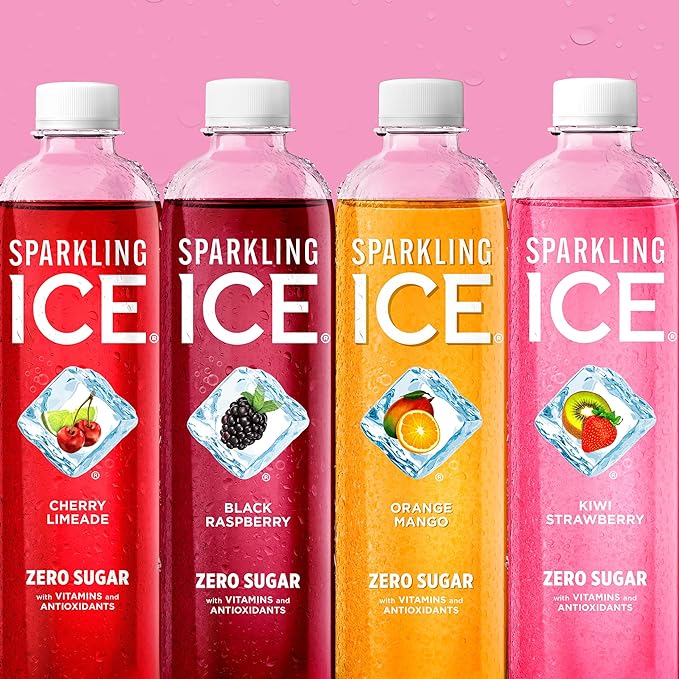 SPARKLING
ICE®
®
CHERRY
LIMEADE
ZERO SUGAR
with VITAMINS and
ANTIOXIDANTS
SPARKLING
ICE®
®
BLACK
RASPBERRY
ZERO SUGAR
with VITAMINS and
ANTIOXIDANTS
SPARKLING
ICE®
®
ORANGE
MANGO
ZERO SUGAR
with VITAMINS and
ANTIOXIDANTS
SPARKLING
ICE®
®
KIWI
STRAWBERRY
ZERO SUGAR
with VITAMINS and
ANTIOXIDANTS